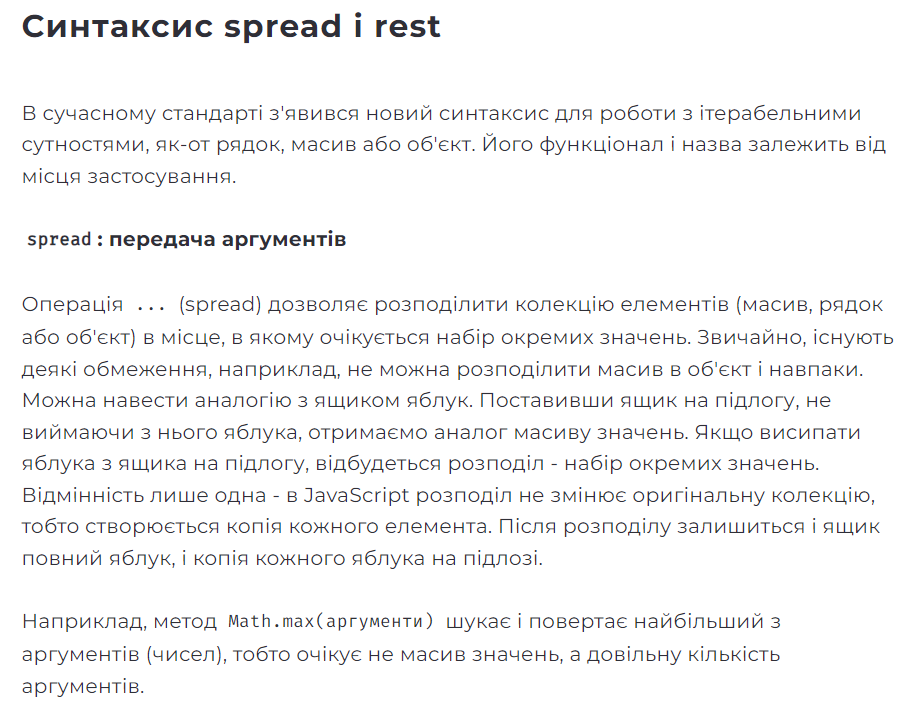 Синтаксис spread і rest
В сучасному стандарті з'явився новий синтаксис для роботи з ітерабельними
сутностями, як-от рядок, масив або об'єкт. Його функціонал і назва залежить від
місця застосування.
spread: передача аргументів
Операція ... (spread) дозволяє розподілити колекцію елементів (масив, рядок
або об'єкт) в місце, в якому очікується набір окремих значень. Звичайно, існують
деякі обмеження, наприклад, не можна розподілити масив в об'єкт і навпаки.
Можна навести аналогію з ящиком яблук. Поставивши ящик на підлогу, не
виймаючи з нього яблука, отримаємо аналог масиву значень. Якщо висипати
яблука з ящика на підлогу, відбудеться розподіл - набір окремих значень.
Відмінність лише одна - в JavaScript розподіл не змінює оригінальну колекцію,
тобто створюється копія кожного елемента. Після розподілу залишиться і ящик
повний яблук, і копія кожного яблука на підлозі.
Наприклад, метод Math.max(аргументи) шукає і повертає найбільший з
аргументів (чисел), тобто очікує не масив значень, а довільну кількість
аргументів.